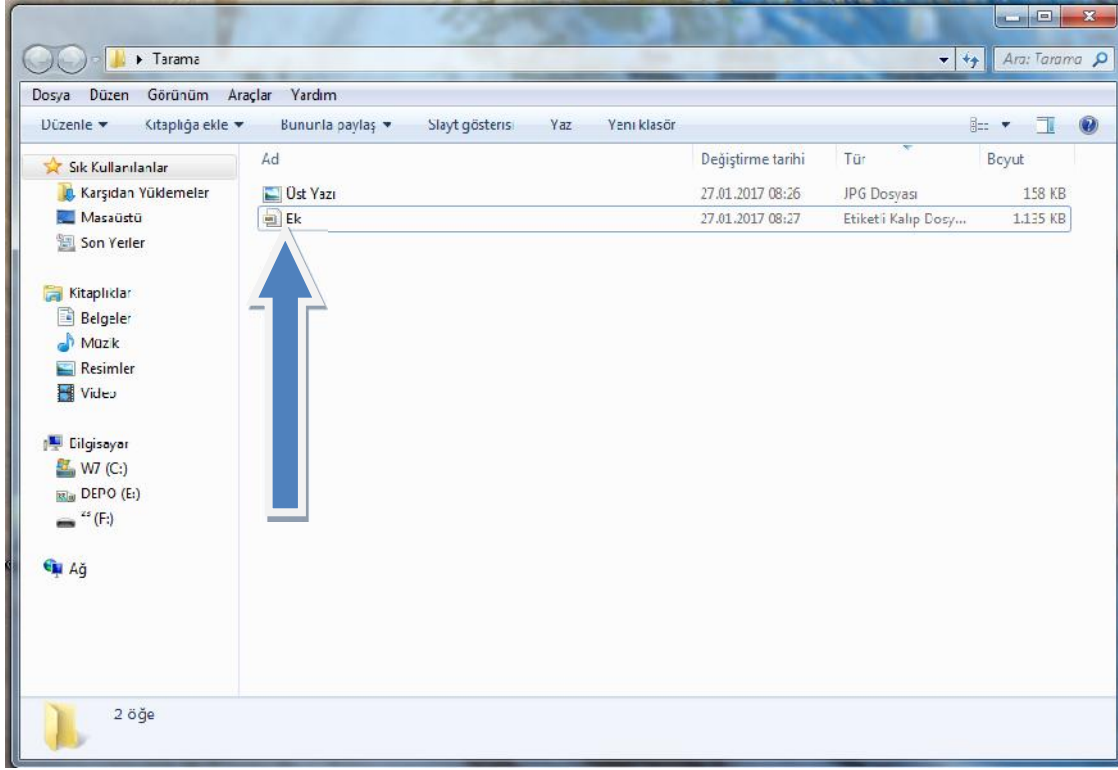 Tarama
Ara: Tarama
Dosya Düzen Görünüm Araçlar Yardım
Düzenle Kitaplığa ekle Bununla paylaş Slayt gösterisi Yaz Yeni klasör
Ad Değiştirme tarihi Tür Boyut
Üst Yazı 27.01.2017 08:26 JPG Dosyası 158 KB
Ek 27.01.2017 08:27 Etiketli Kalıp Dosy... 1.135 KB
Sık Kullanılanlar
Karşıdan Yüklemeler
Masaüstü
Son Yerler
Kitaplıklar
Belgeler
Müzik
Resimler
Video
Bilgisayar
W7 (C:)
DEPO (E:)
(F:)
Ağ
2 öğe